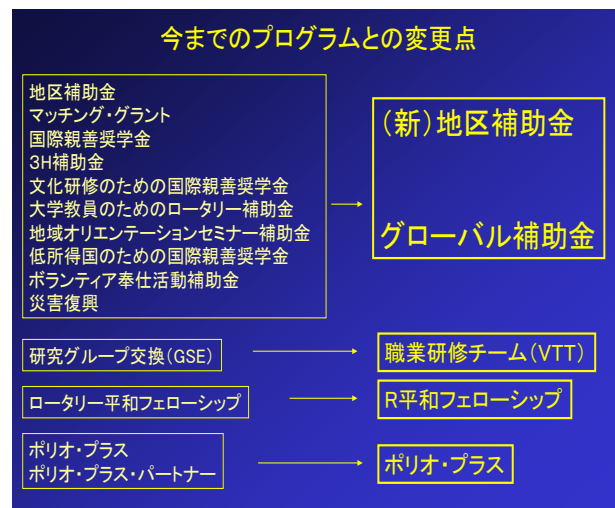 今までのプログラムとの変更点
地区補助金
マッチング・グラント
国際親善奨学金
3H補助金
文化研修のための国際親善奨学金
大学教員のためのロータリー補助金
地域オリエンテーションセミナー補助金
低所得国のための国際親善奨学金
ボランティア奉仕活動補助金
災害復興
(新)地区補助金
グローバル補助金
研究グループ交換(GSE)
職業研修チーム(VTT)
ロータリー平和フェローシップ
R平和フェローシップ
ポリオ・プラス
ポリオ・プラス・パートナー
ポリオ・プラス